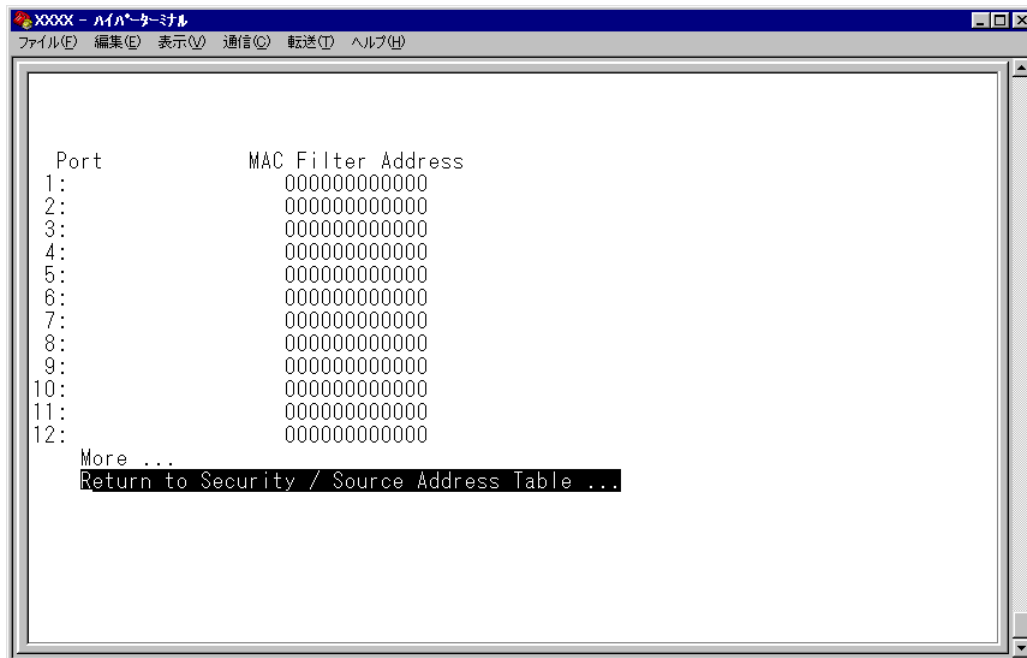 XXXX - ﾊｲﾊﾟｰﾀｰﾐﾅﾙ
ファイル(F) 編集(E) 表示(V) 通信(C) 転送(T) ヘルプ(H)
Port MAC Filter Address
1: 000000000000
2: 000000000000
3: 000000000000
4: 000000000000
5: 000000000000
6: 000000000000
7: 000000000000
8: 000000000000
9: 000000000000
10: 000000000000
11: 000000000000
12: 000000000000
More ...
Return to Security / Source Address Table ...